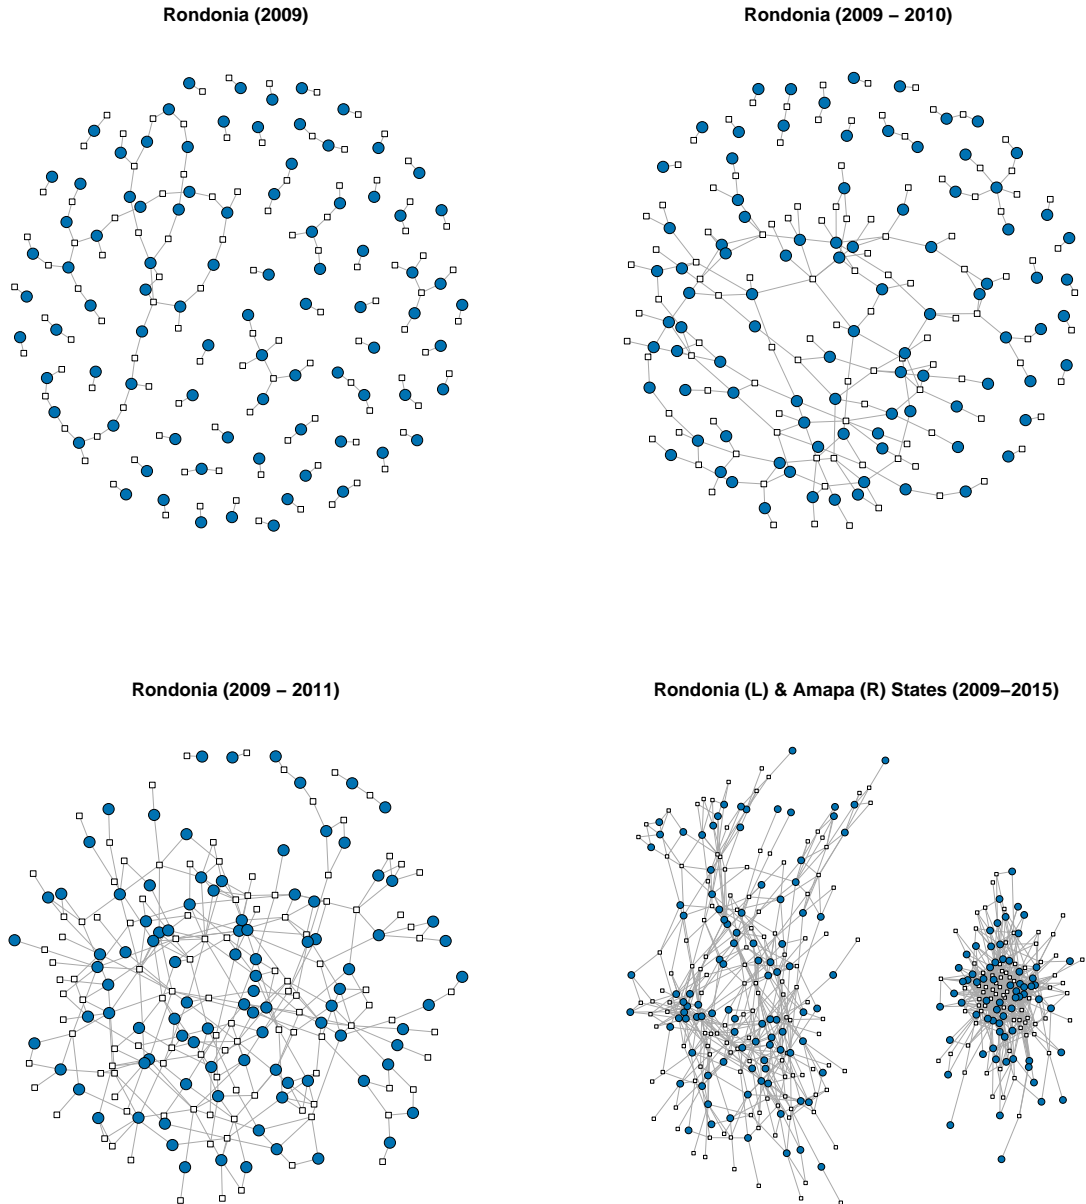 Rondonia (2009)
Rondonia (2009 − 2010)
Rondonia (2009 − 2011)
Rondonia (L) & Amapa (R) States (2009−2015)